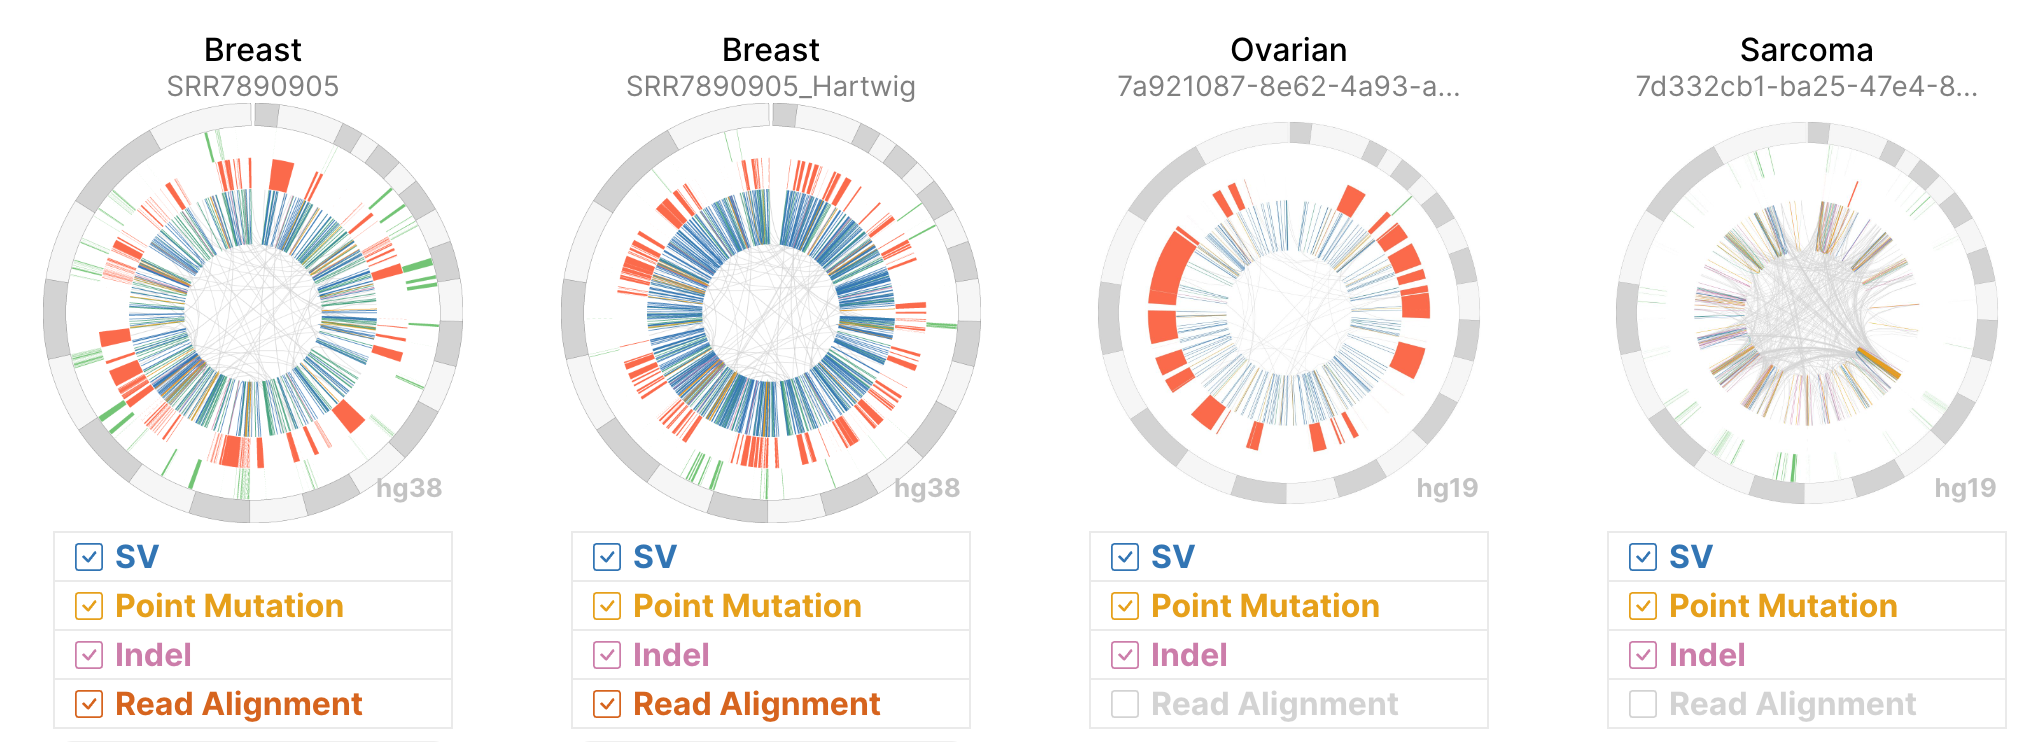 Breast
SRR7890905
hg38
SV
Point Mutation
Indel
Read Alignment
Breast
SRR7890905_Hartwig
hg38
SV
Point Mutation
Indel
Read Alignment
Ovarian
7a921087-8e62-4a93-a...
hg19
SV
Point Mutation
Indel
Read Alignment
Sarcoma
7d332cb1-ba25-47e4-8...
hg19
SV
Point Mutation
Indel
Read Alignment